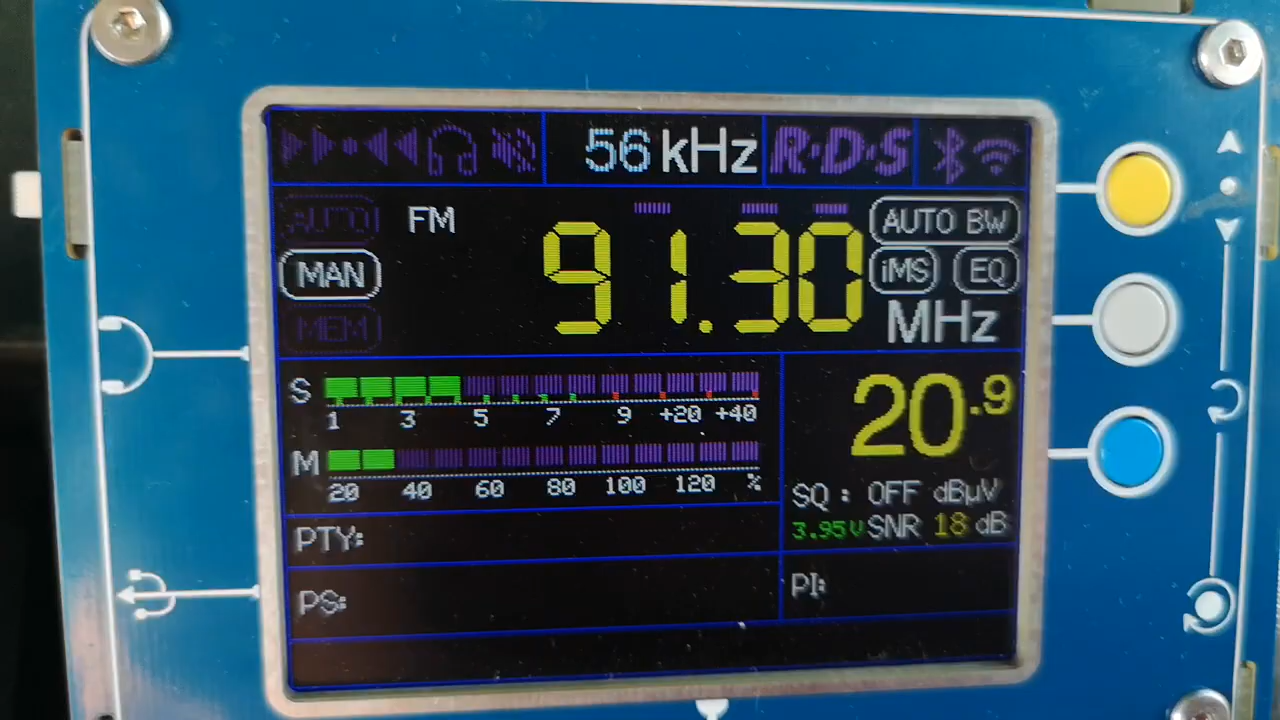 56 kHz R·D·S
AUTO FM 91.30 AUTO BW
MAN iMS EQ
MEM MHz
S 1 3 5 7 9 +20 +40
20.9
M 20 40 60 80 100 120 %
SQ : OFF dBµV
3.95V SNR 18 dB
PTY:
PS: PI: